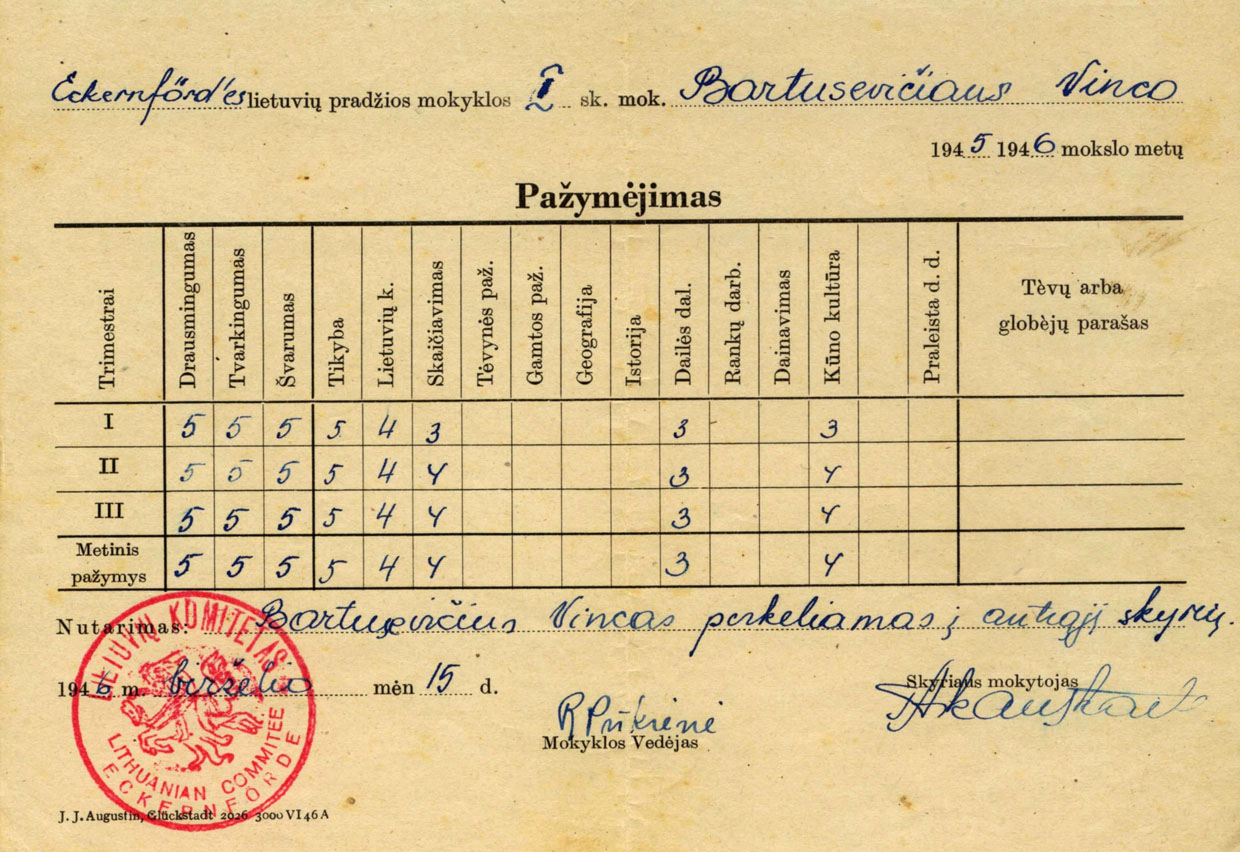 Eckernförd'ės lietuvių pradžios mokyklos I sk. mok. Bartusevičiaus Vinco
1945 1946 mokslo metų
Pažymėjimas
Trimestrai Drausmingumas Tvarkingumas Švarumas Tikyba Lietuvių k. Skaičiavimas Tėvynės paž. Gamtos paž. Geografija Istorija Dailės dal. Rankų darb. Dainavimas Kūno kultūra Praleista d. d. Tėvų arba
globėjų parašas
I 5 5 5 5 4 3 3 3
II 5 5 5 5 4 4 3 4
III 5 5 5 5 4 4 3 4
Metinis
pažymys 5 5 5 5 4 4 3 4
Nutarimas: Bartusevičius Vincas perkeliamas į antrąjį skyrių.
1946 m. birželio mėn 15 d.
Skyriaus mokytojas
R Pūkienė
Mokyklos Vedėjas
LIETUVIŲ KOMITETAS
LITHUANIAN COMMITEE
ECKERNFÖRDE
J. J. Augustin, Glückstadt 2026 3000 VI 46 A